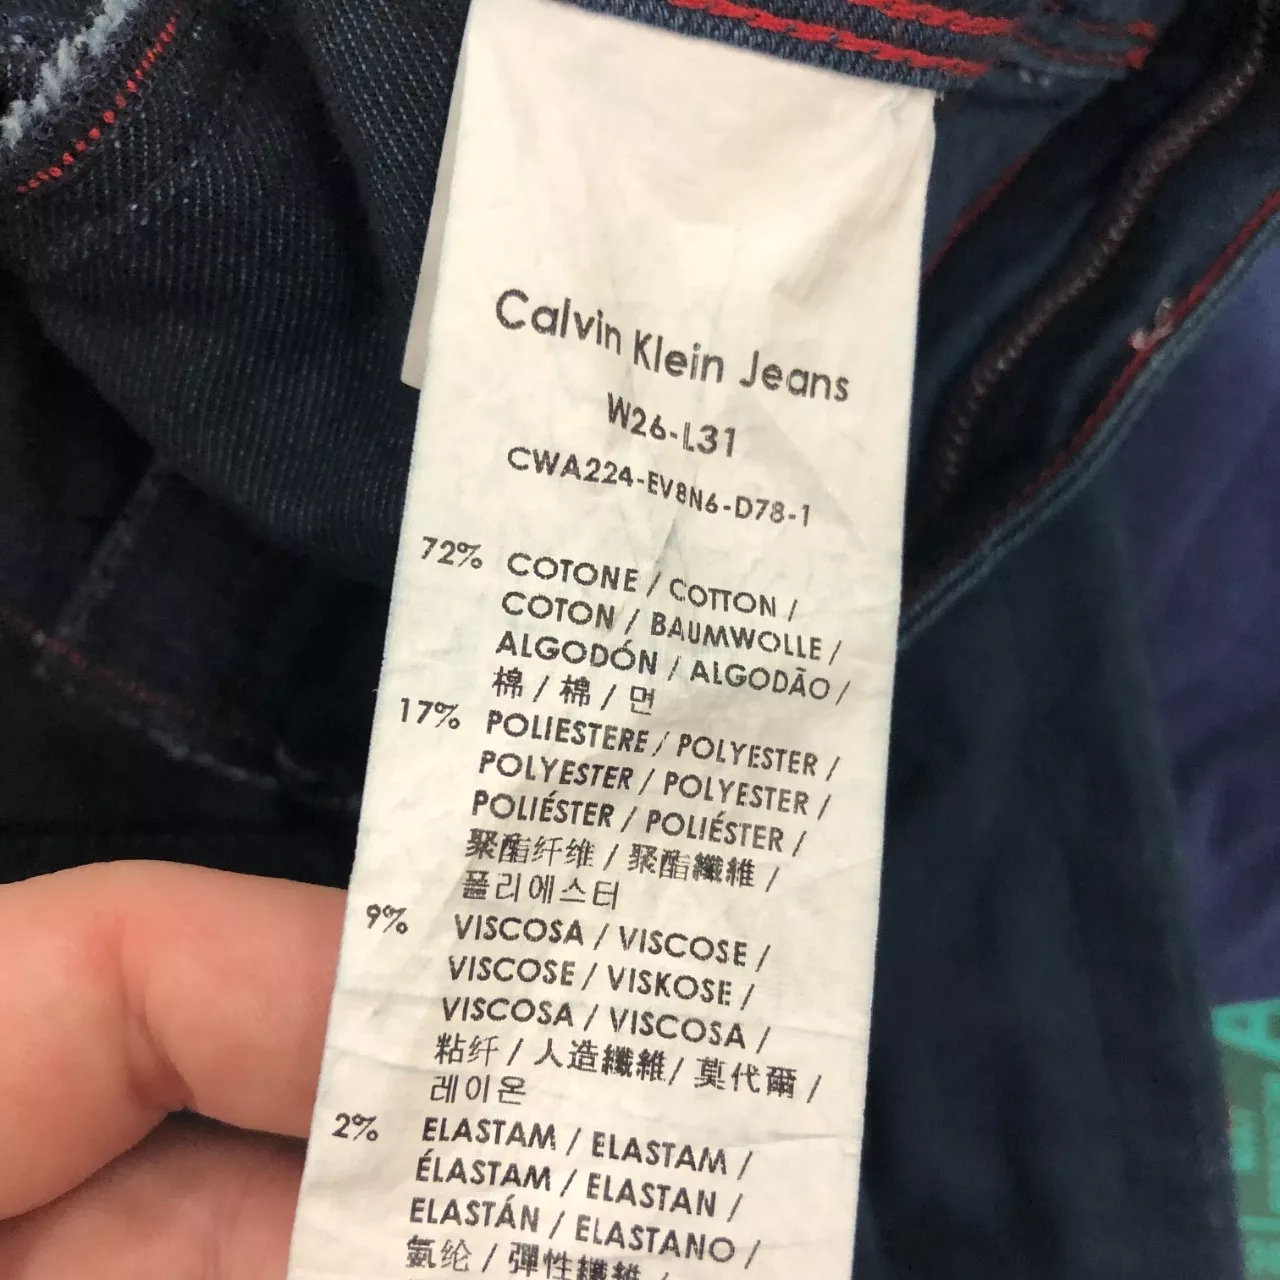 Calvin Klein Jeans
W26-L31
CWA224-EV8N6-D78-1
72% COTONE / COTTON /
COTON / BAUMWOLLE /
ALGODÓN / ALGODÃO /
棉 / 棉 / 면
17% POLIESTERE / POLYESTER /
POLYESTER / POLYESTER /
POLIÉSTER / POLIÉSTER /
聚酯纤维 / 聚酯纖維 /
폴리에스터
9% VISCOSA / VISCOSE /
VISCOSE / VISKOSE /
VISCOSA / VISCOSA /
粘纤 / 人造纖維 / 莫代爾 /
레이온
2% ELASTAM / ELASTAM /
ÉLASTAM / ELASTAN /
ELASTÁN / ELASTANO /
氨纶 / 彈性纖維 /